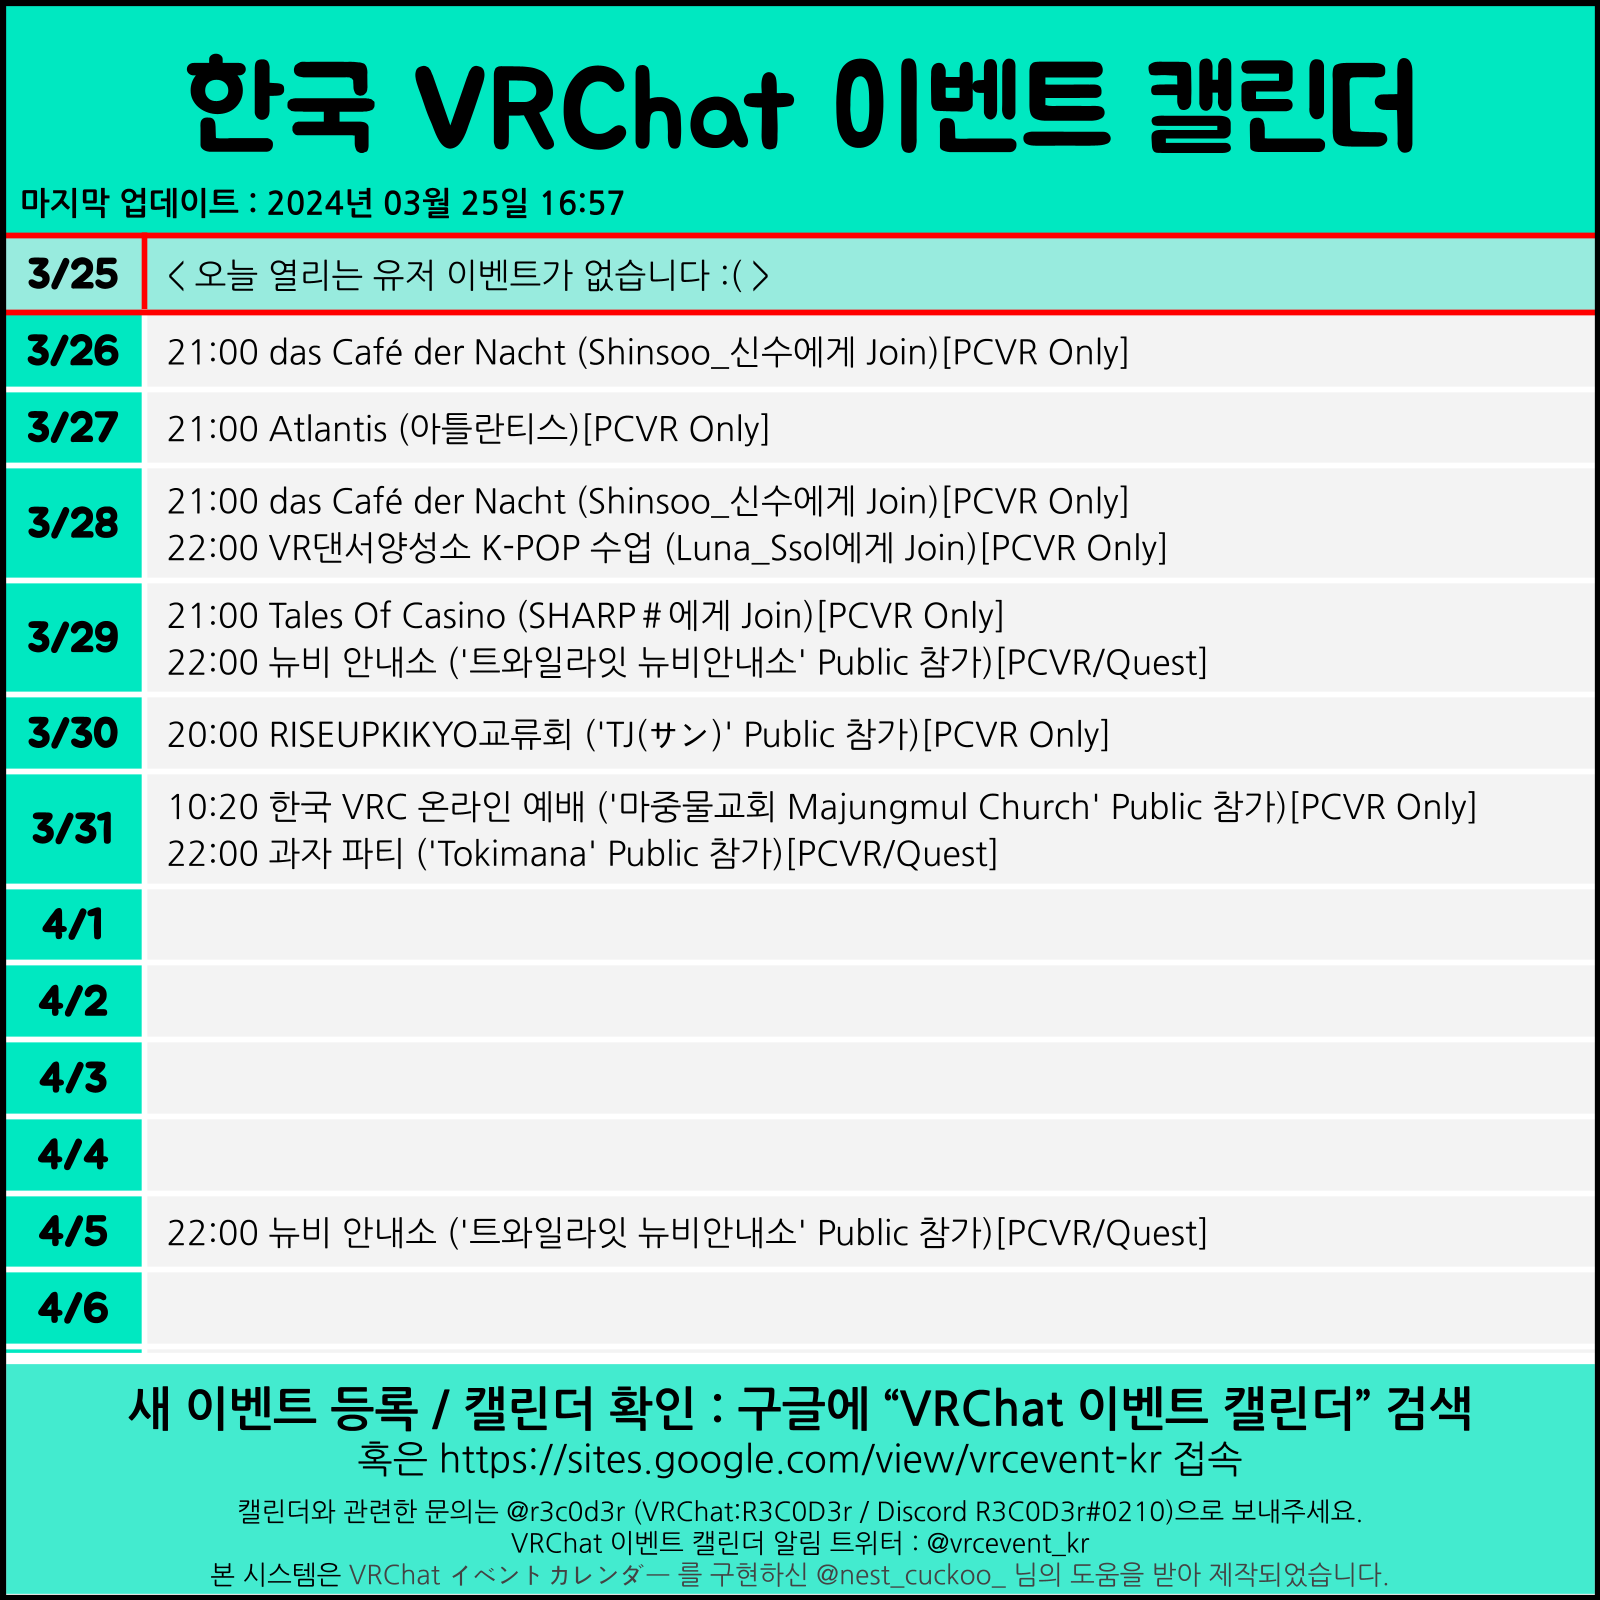 한국 VRChat 이벤트 캘린더
마지막 업데이트 : 2024년 03월 25일 16:57
3/25 < 오늘 열리는 유저 이벤트가 없습니다 :( >
3/26 21:00 das Café der Nacht (Shinsoo_신수에게 Join)[PCVR Only]
3/27 21:00 Atlantis (아틀란티스)[PCVR Only]
3/28 21:00 das Café der Nacht (Shinsoo_신수에게 Join)[PCVR Only]
22:00 VR댄서양성소 K-POP 수업 (Luna_Ssol에게 Join)[PCVR Only]
3/29 21:00 Tales Of Casino (SHARP＃에게 Join)[PCVR Only]
22:00 뉴비 안내소 ('트와일라잇 뉴비안내소' Public 참가)[PCVR/Quest]
3/30 20:00 RISEUPKIKYO교류회 ('TJ(サン)' Public 참가)[PCVR Only]
3/31 10:20 한국 VRC 온라인 예배 ('마중물교회 Majungmul Church' Public 참가)[PCVR Only]
22:00 과자 파티 ('Tokimana' Public 참가)[PCVR/Quest]
4/1
4/2
4/3
4/4
4/5 22:00 뉴비 안내소 ('트와일라잇 뉴비안내소' Public 참가)[PCVR/Quest]
4/6
새 이벤트 등록 / 캘린더 확인 : 구글에 “VRChat 이벤트 캘린더” 검색
혹은 https://sites.google.com/view/vrcevent-kr 접속
캘린더와 관련한 문의는 @r3c0d3r (VRChat:R3C0D3r / Discord R3C0D3r#0210)으로 보내주세요.
VRChat 이벤트 캘린더 알림 트위터 : @vrcevent_kr
본 시스템은 VRChat イベントカレンダー 를 구현하신 @nest_cuckoo_ 님의 도움을 받아 제작되었습니다.